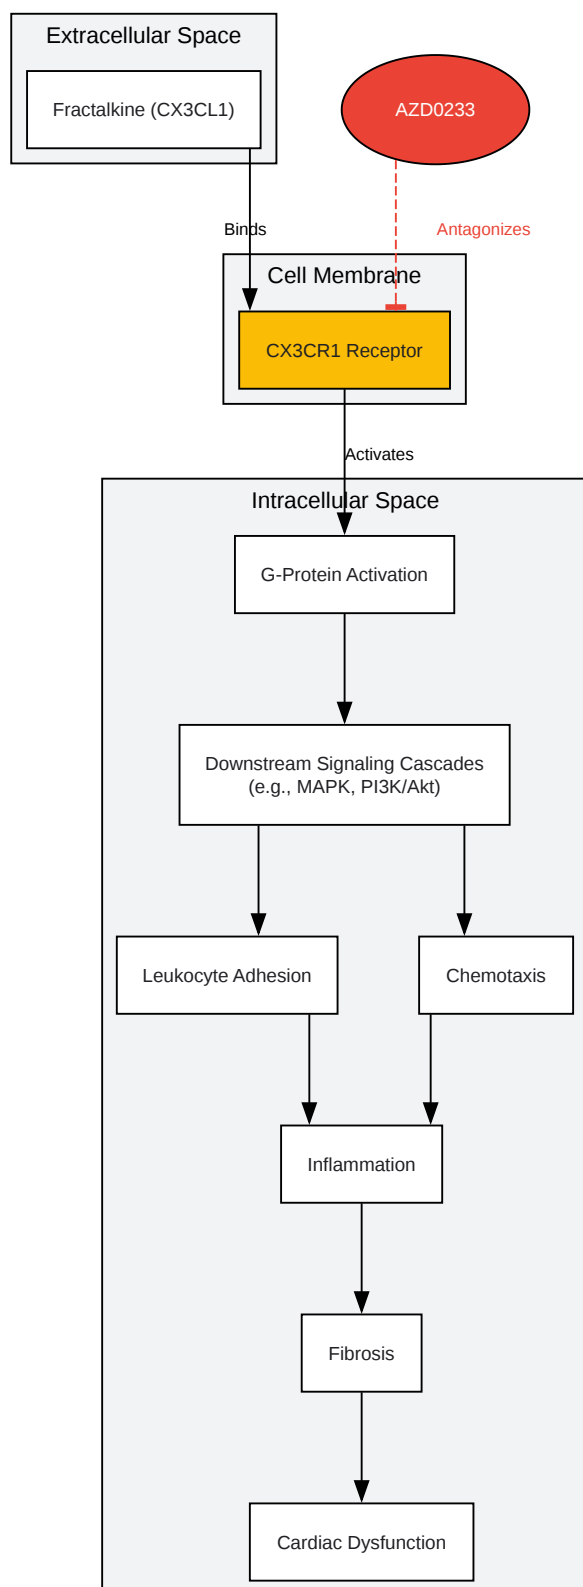 Extracellular Space
Fractalkine (CX3CL1)
AZD0233
Binds
Antagonizes
Cell Membrane
CX3CR1 Receptor
Activates
Intracellular Space
G-Protein Activation
Downstream Signaling Cascades
(e.g., MAPK, PI3K/Akt)
Leukocyte Adhesion
Chemotaxis
Inflammation
Fibrosis
Cardiac Dysfunction